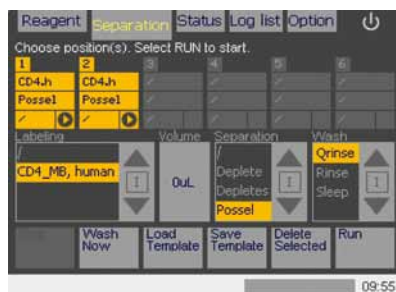 Reagent Separation Status Log list Option
Choose position(s). Select RUN to start.
1 2 3 4 5 6
CD4.h CD4.h / / / /
Possel Possel / / / /
/ / / / / /
Labeling Volume Separation Wash
/ / Qrinse
CD4_MB, human 0uL Deplete Rinse
Depletes Sleep
Possel
Wash Now Load Template Save Template Delete Selected Run
09:55